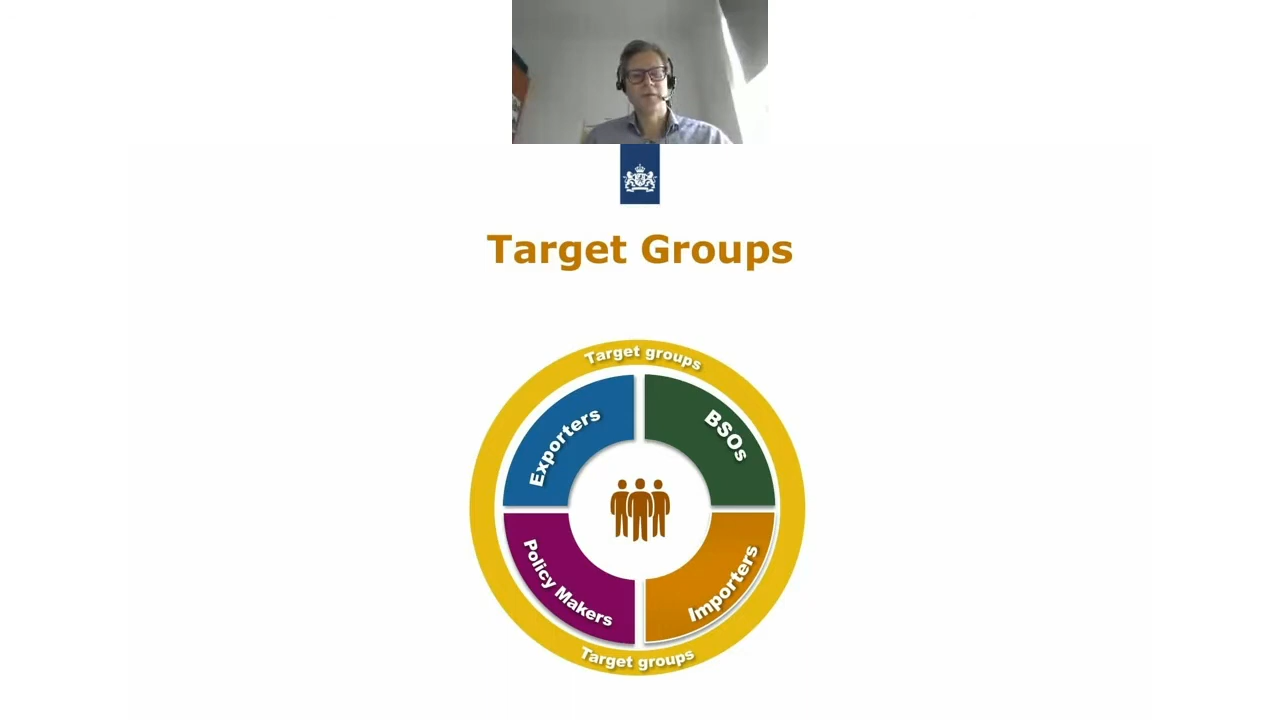 Target Groups
Target groups
Exporters
BSOs
Policy Makers
Importers
Target groups